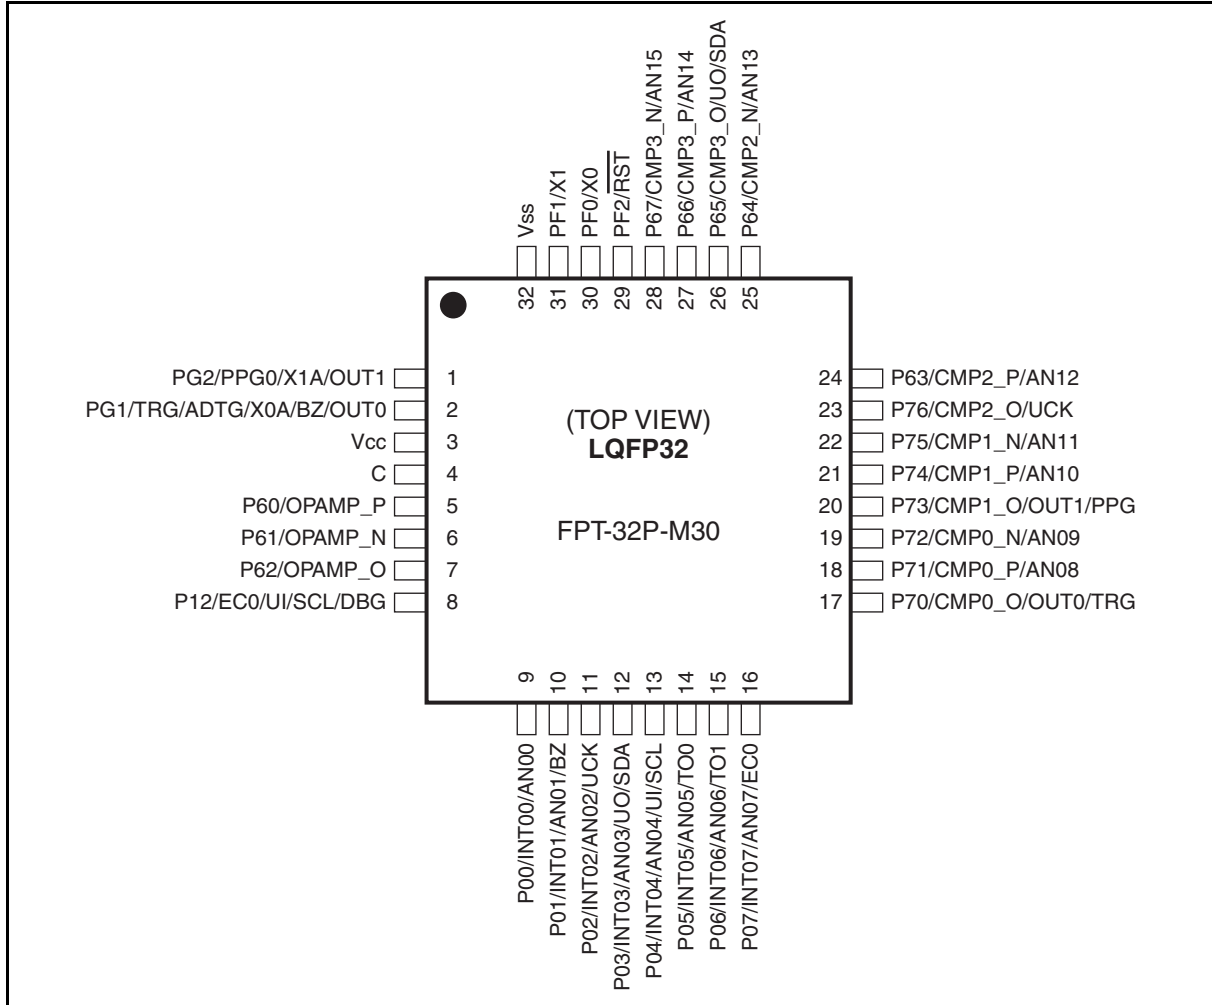 Vss
PF1/X1
PF0/X0
PF2/RST
P67/CMP3_N/AN15
P66/CMP3_P/AN14
P65/CMP3_O/UO/SDA
P64/CMP2_N/AN13
32
31
30
29
28
27
26
25
PG2/PPG0/X1A/OUT1
1
PG1/TRG/ADTG/X0A/BZ/OUT0
2
Vcc
3
C
4
P60/OPAMP_P
5
P61/OPAMP_N
6
P62/OPAMP_O
7
P12/EC0/UI/SCL/DBG
8
(TOP VIEW)
LQFP32
FPT-32P-M30
24
P63/CMP2_P/AN12
23
P76/CMP2_O/UCK
22
P75/CMP1_N/AN11
21
P74/CMP1_P/AN10
20
P73/CMP1_O/OUT1/PPG
19
P72/CMP0_N/AN09
18
P71/CMP0_P/AN08
17
P70/CMP0_O/OUT0/TRG
9
10
11
12
13
14
15
16
P00/INT00/AN00
P01/INT01/AN01/BZ
P02/INT02/AN02/UCK
P03/INT03/AN03/UO/SDA
P04/INT04/AN04/UI/SCL
P05/INT05/AN05/TO0
P06/INT06/AN06/TO1
P07/INT07/AN07/EC0